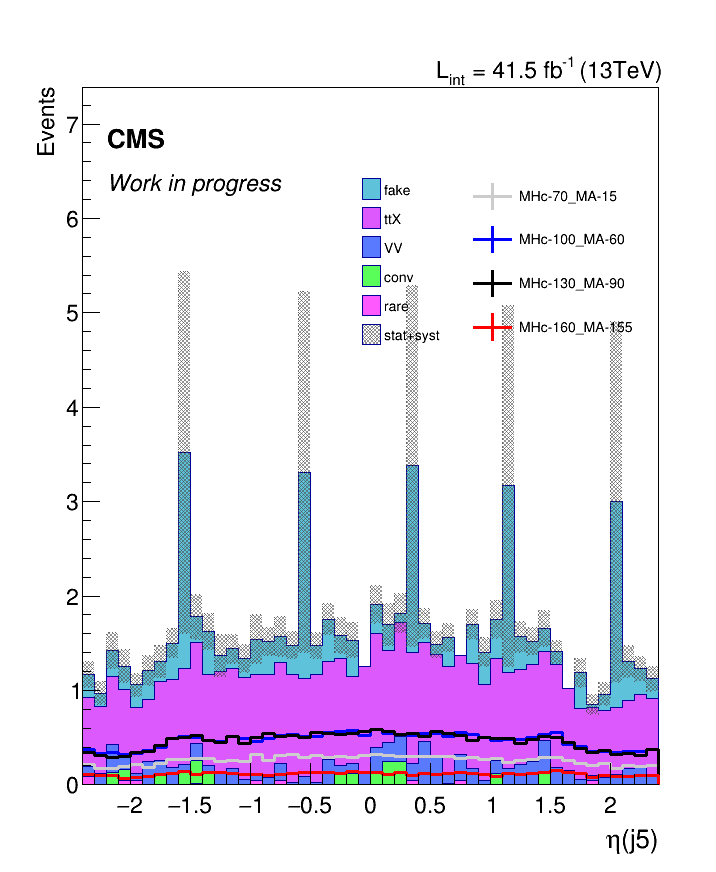 L_int = 41.5 fb^-1 (13TeV)
Events
CMS
Work in progress
fake
ttX
VV
conv
rare
stat+syst
MHc-70_MA-15
MHc-100_MA-60
MHc-130_MA-90
MHc-160_MA-155
7
6
5
4
3
2
1
0
−2 −1.5 −1 −0.5 0 0.5 1 1.5 2
η(j5)